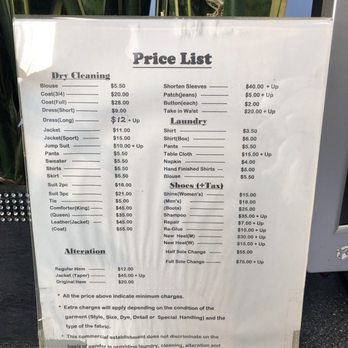 Price List
Dry Cleaning
Blouse $5.50
Coat(3/4) $20.00
Coat(Full) $28.00
Dress(Short) $9.00
Dress(Long) $12 + Up
Jacket $11.00
Jacket(Sport) $15.00
Jump Suit $10.00 + Up
Pants $5.50
Sweater $5.50
Shirts $5.50
Skirt $5.50
Suit 2pc $16.00
Suit 3pc $21.00
Tie $5.00
Comforter(King) $45.00
(Queen) $35.00
Leather(Jacket) $45.00
(Coat) $55.00
Alteration
Regular Hem $12.00
Jacket (Taper) $45.00 + Up
Original Hem $20.00
Shorten Sleeves $40.00 + Up
Patch(jeans) $5.00 + Up
Button(each) $2.00
Take in Waist $20.00 + Up
Laundry
Shirt $3.50
Shirt(Box) $6.00
Pants $5.50
Table Cloth $15.00 +Up
Napkin $4.00
Hand Finished Shirts $6.00
Blouse $5.50
Shoes (+Tax)
Shine(Women's) $15.00
(Men's) $18.00
(Boots) $25.00
Shampoo $35.00 + Up
Repair $7.00 + Up
Re-Glue $10.00 + Up
New Heel(M) $30.00 + Up
New Heel(W) $15.00 + Up
Half Sole Change $55.00
Full Sole Change $75.00 + Up
* All the price above indicate minimum charges.
* Extra charges will apply depending on the condition of the
garment (Style, Size, Dye, Detail or Special Handling) and the
type of the fabric.
* This commercial establishment does not discriminate on the
basis of gender in providing laundry, cleaning, alteration and